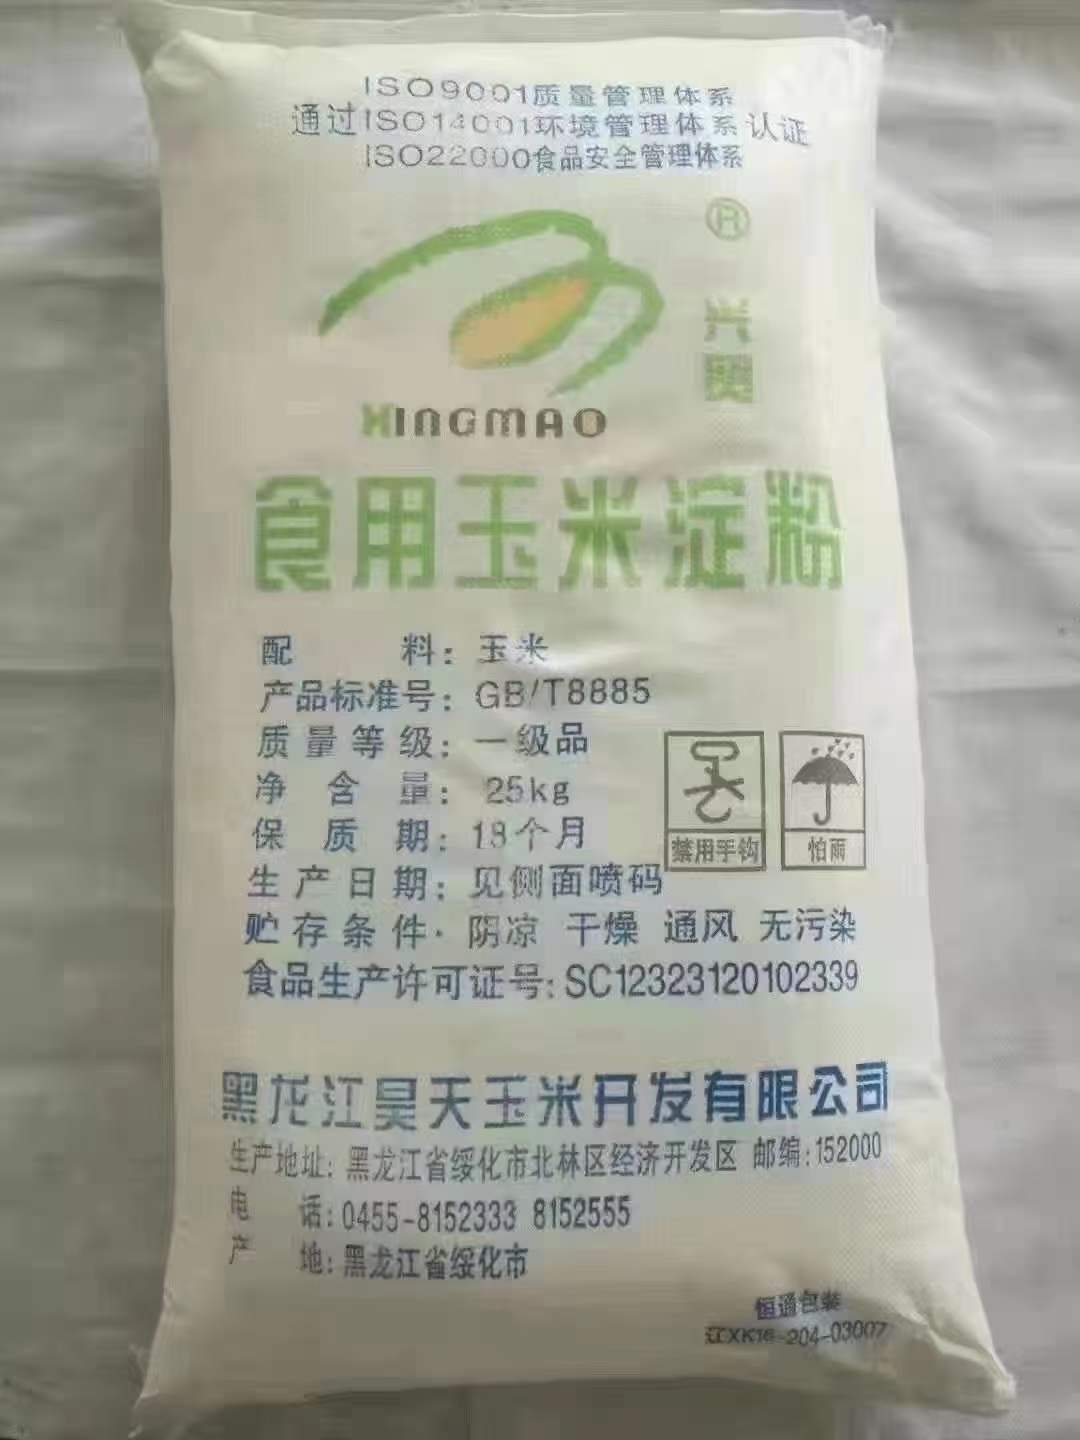 ISO9001质量管理体系
通过ISO14001环境管理体系认证
ISO22000食品安全管理体系
®
兴贸
XINGMAO
食用玉米淀粉
配 料：玉米
产品标准号：GB/T8885
质量等级：一级品
净含量：25kg
保质期：18个月
生产日期：见侧面喷码
贮存条件：阴凉 干燥 通风 无污染
食品生产许可证号：SC12323120102339
禁用手钩
怕雨
黑龙江昊天玉米开发有限公司
生产地址：黑龙江省绥化市北林区经济开发区 邮编：152000
电 话：0455-8152333 8152555
产 地：黑龙江省绥化市
恒通包装
辽XK16-204-03007